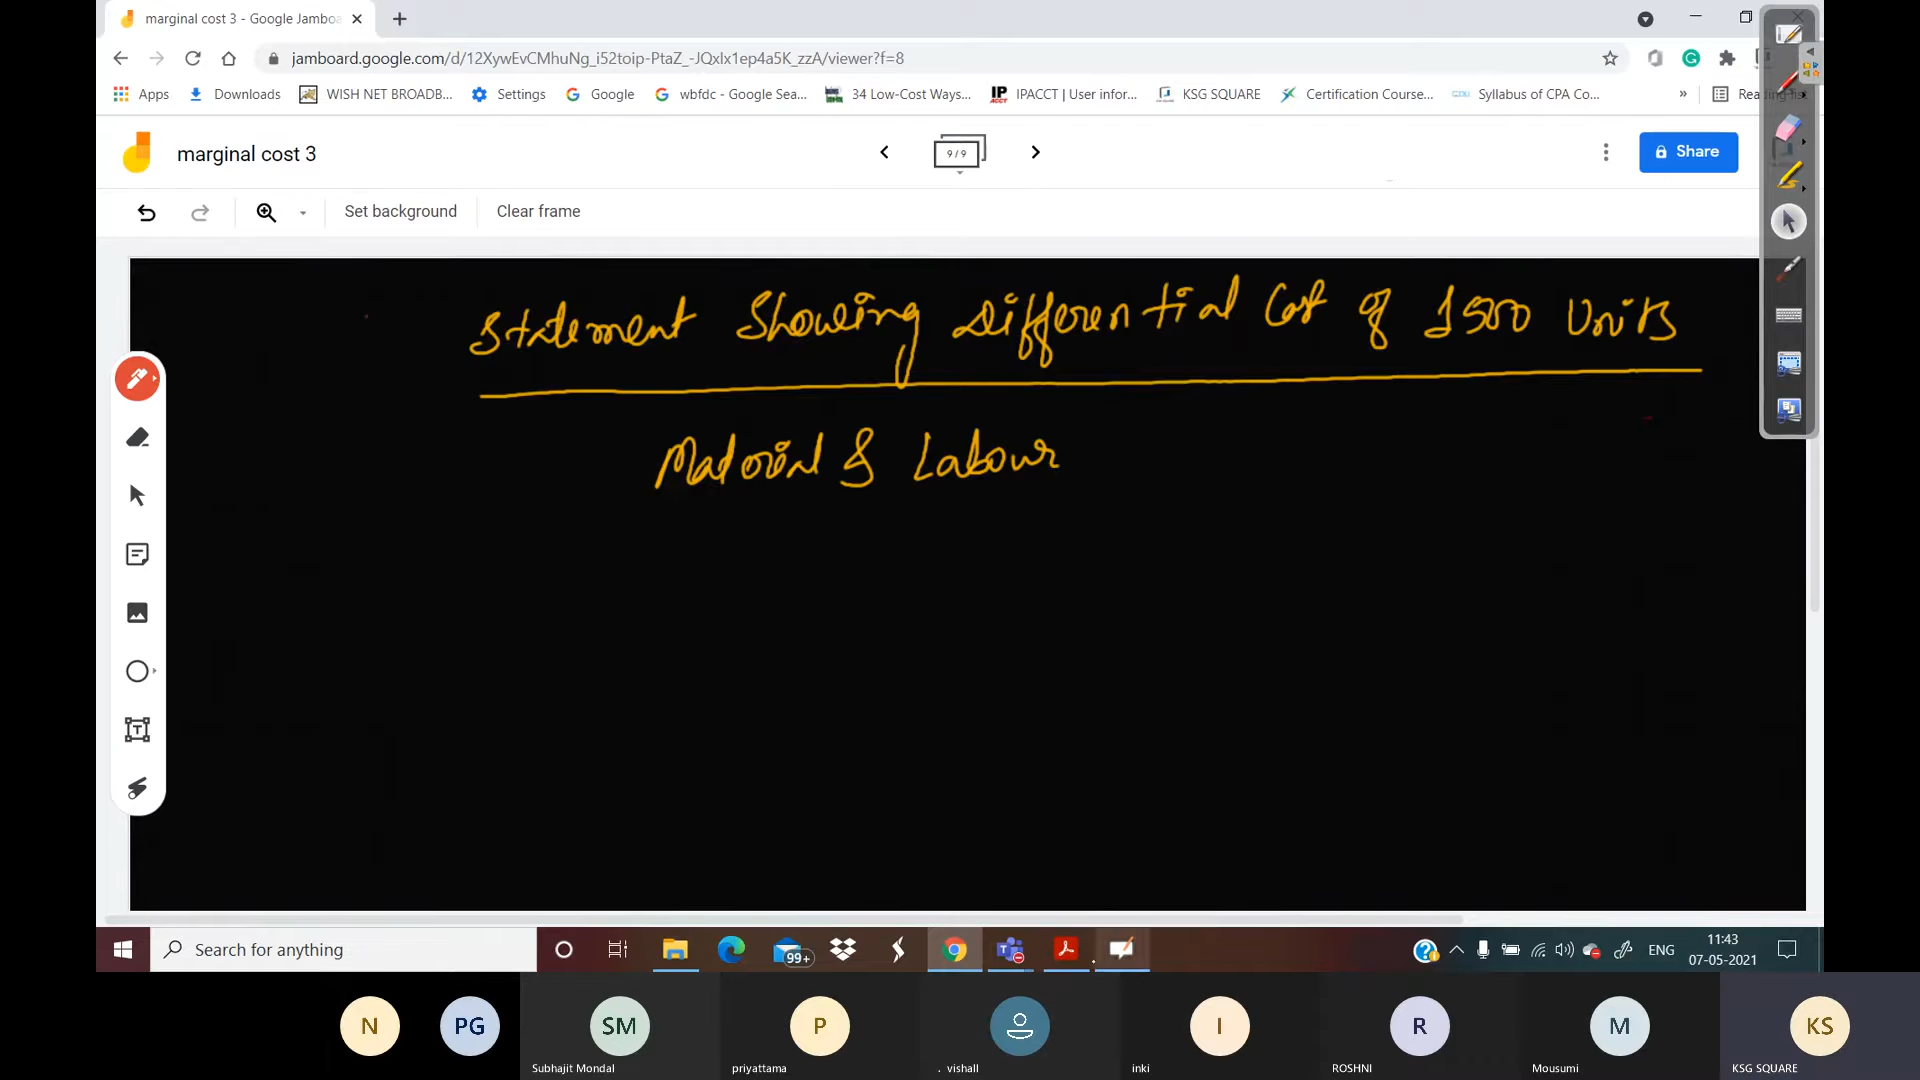 marginal cost 3 - Google Jamboa
jamboard.google.com/d/12XywEvCMhuNg_i52toip-PtaZ_-JQxlx1ep4a5K_zzA/viewer?f=8
Apps Downloads WISH NET BROADB... Settings Google wbfdc - Google Sea... 34 Low-Cost Ways... IPACCT | User infor... KSG SQUARE Certification Course... Syllabus of CPA Co... » Reading list
marginal cost 3
9 / 9
Share
Set background Clear frame
Statement Showing Differential Cost of 1500 Units
Material & Labour
Search for anything
99+
ENG
11:43
07-05-2021
N PG SM P I R M KS
Subhajit Mondal priyattama . vishall inki ROSHNI Mousumi KSG SQUARE